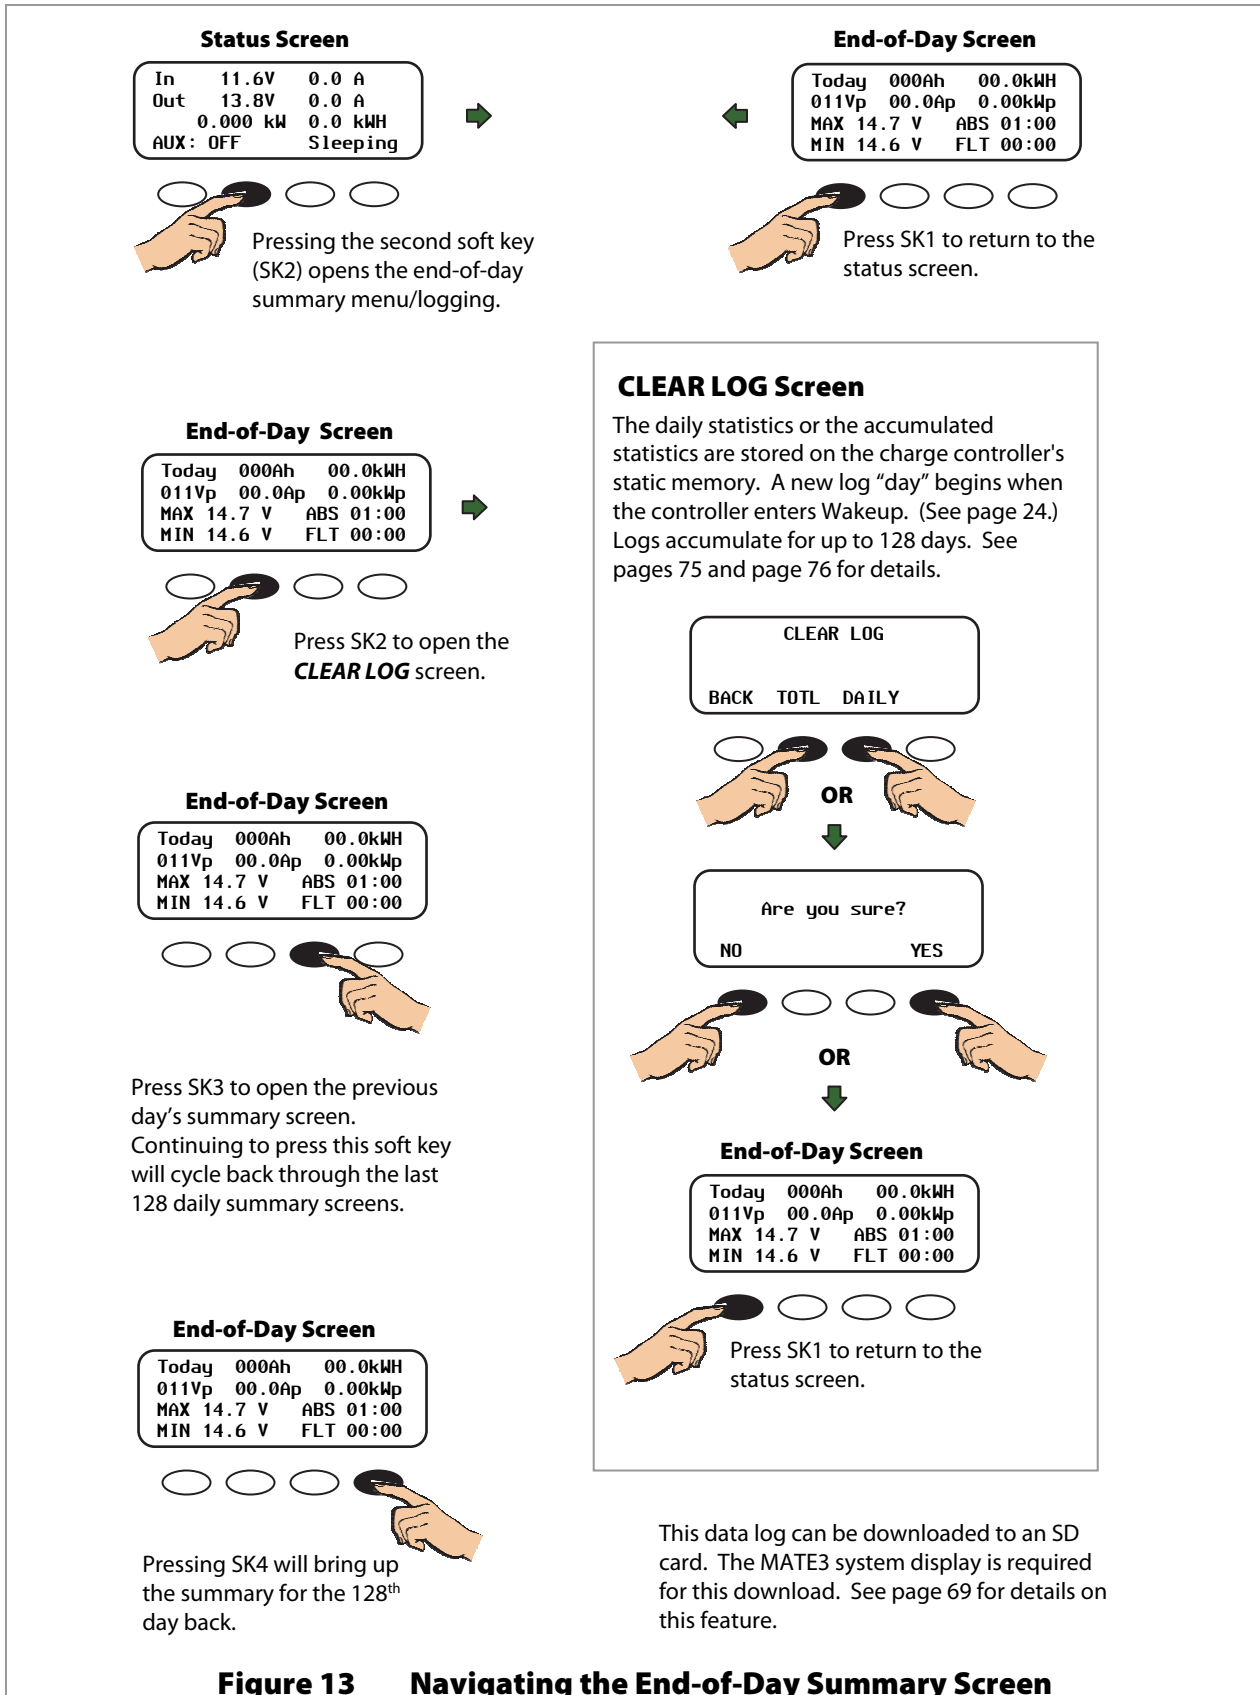 Status Screen
In 11.6V 0.0 A
Out 13.8V 0.0 A
0.000 kW 0.0 kWH
AUX: OFF Sleeping
Pressing the second soft key
(SK2) opens the end-of-day
summary menu/logging.
End-of-Day Screen
Today 000Ah 00.0kWH
011Vp 00.0Ap 0.00kWp
MAX 14.7 V ABS 01:00
MIN 14.6 V FLT 00:00
Press SK1 to return to the
status screen.
End-of-Day Screen
Today 000Ah 00.0kWH
011Vp 00.0Ap 0.00kWp
MAX 14.7 V ABS 01:00
MIN 14.6 V FLT 00:00
Press SK2 to open the
CLEAR LOG screen.
End-of-Day Screen
Today 000Ah 00.0kWH
011Vp 00.0Ap 0.00kWp
MAX 14.7 V ABS 01:00
MIN 14.6 V FLT 00:00
Press SK3 to open the previous
day's summary screen.
Continuing to press this soft key
will cycle back through the last
128 daily summary screens.
End-of-Day Screen
Today 000Ah 00.0kWH
011Vp 00.0Ap 0.00kWp
MAX 14.7 V ABS 01:00
MIN 14.6 V FLT 00:00
Pressing SK4 will bring up
the summary for the 128th
day back.
CLEAR LOG Screen
The daily statistics or the accumulated
statistics are stored on the charge controller's
static memory. A new log “day” begins when
the controller enters Wakeup. (See page 24.)
Logs accumulate for up to 128 days. See
pages 75 and page 76 for details.
CLEAR LOG
BACK TOTL DAILY
OR
Are you sure?
NO YES
OR
End-of-Day Screen
Today 000Ah 00.0kWH
011Vp 00.0Ap 0.00kWp
MAX 14.7 V ABS 01:00
MIN 14.6 V FLT 00:00
Press SK1 to return to the
status screen.
This data log can be downloaded to an SD
card. The MATE3 system display is required
for this download. See page 69 for details on
this feature.
Figure 13 Navigating the End-of-Day Summary Screen